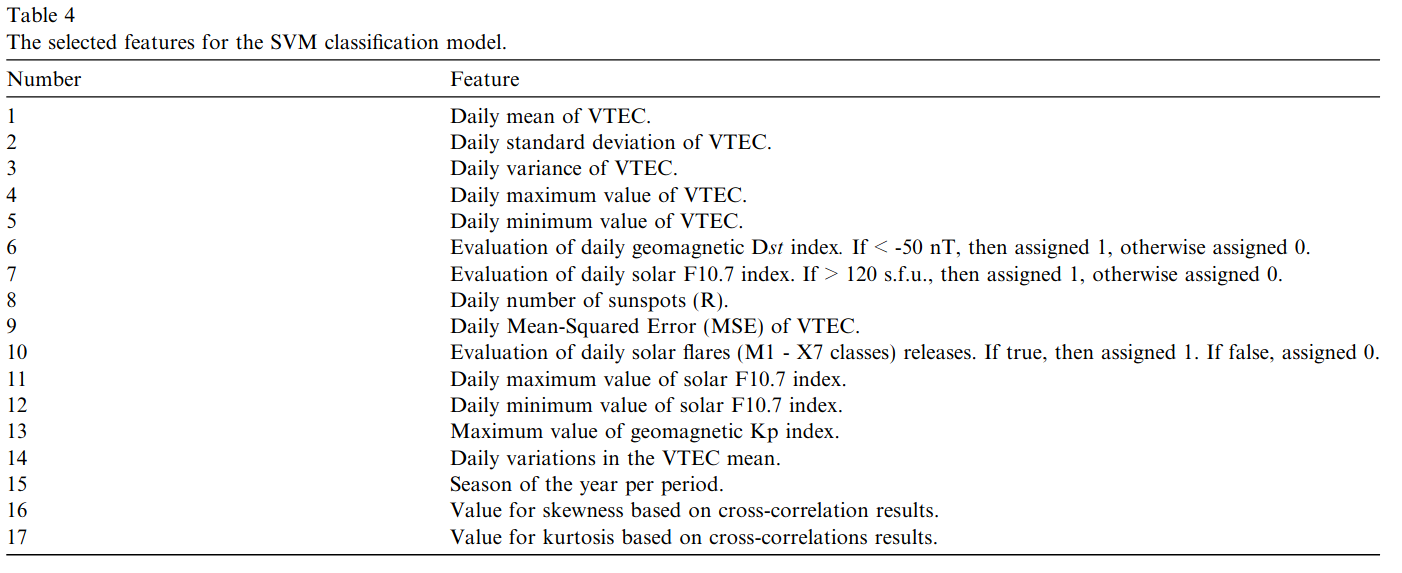 Table 4
The selected features for the SVM classification model.
Number Feature
1 Daily mean of VTEC.
2 Daily standard deviation of VTEC.
3 Daily variance of VTEC.
4 Daily maximum value of VTEC.
5 Daily minimum value of VTEC.
6 Evaluation of daily geomagnetic Dst index. If < -50 nT, then assigned 1, otherwise assigned 0.
7 Evaluation of daily solar F10.7 index. If > 120 s.f.u., then assigned 1, otherwise assigned 0.
8 Daily number of sunspots (R).
9 Daily Mean-Squared Error (MSE) of VTEC.
10 Evaluation of daily solar flares (M1 - X7 classes) releases. If true, then assigned 1. If false, assigned 0.
11 Daily maximum value of solar F10.7 index.
12 Daily minimum value of solar F10.7 index.
13 Maximum value of geomagnetic Kp index.
14 Daily variations in the VTEC mean.
15 Season of the year per period.
16 Value for skewness based on cross-correlation results.
17 Value for kurtosis based on cross-correlations results.